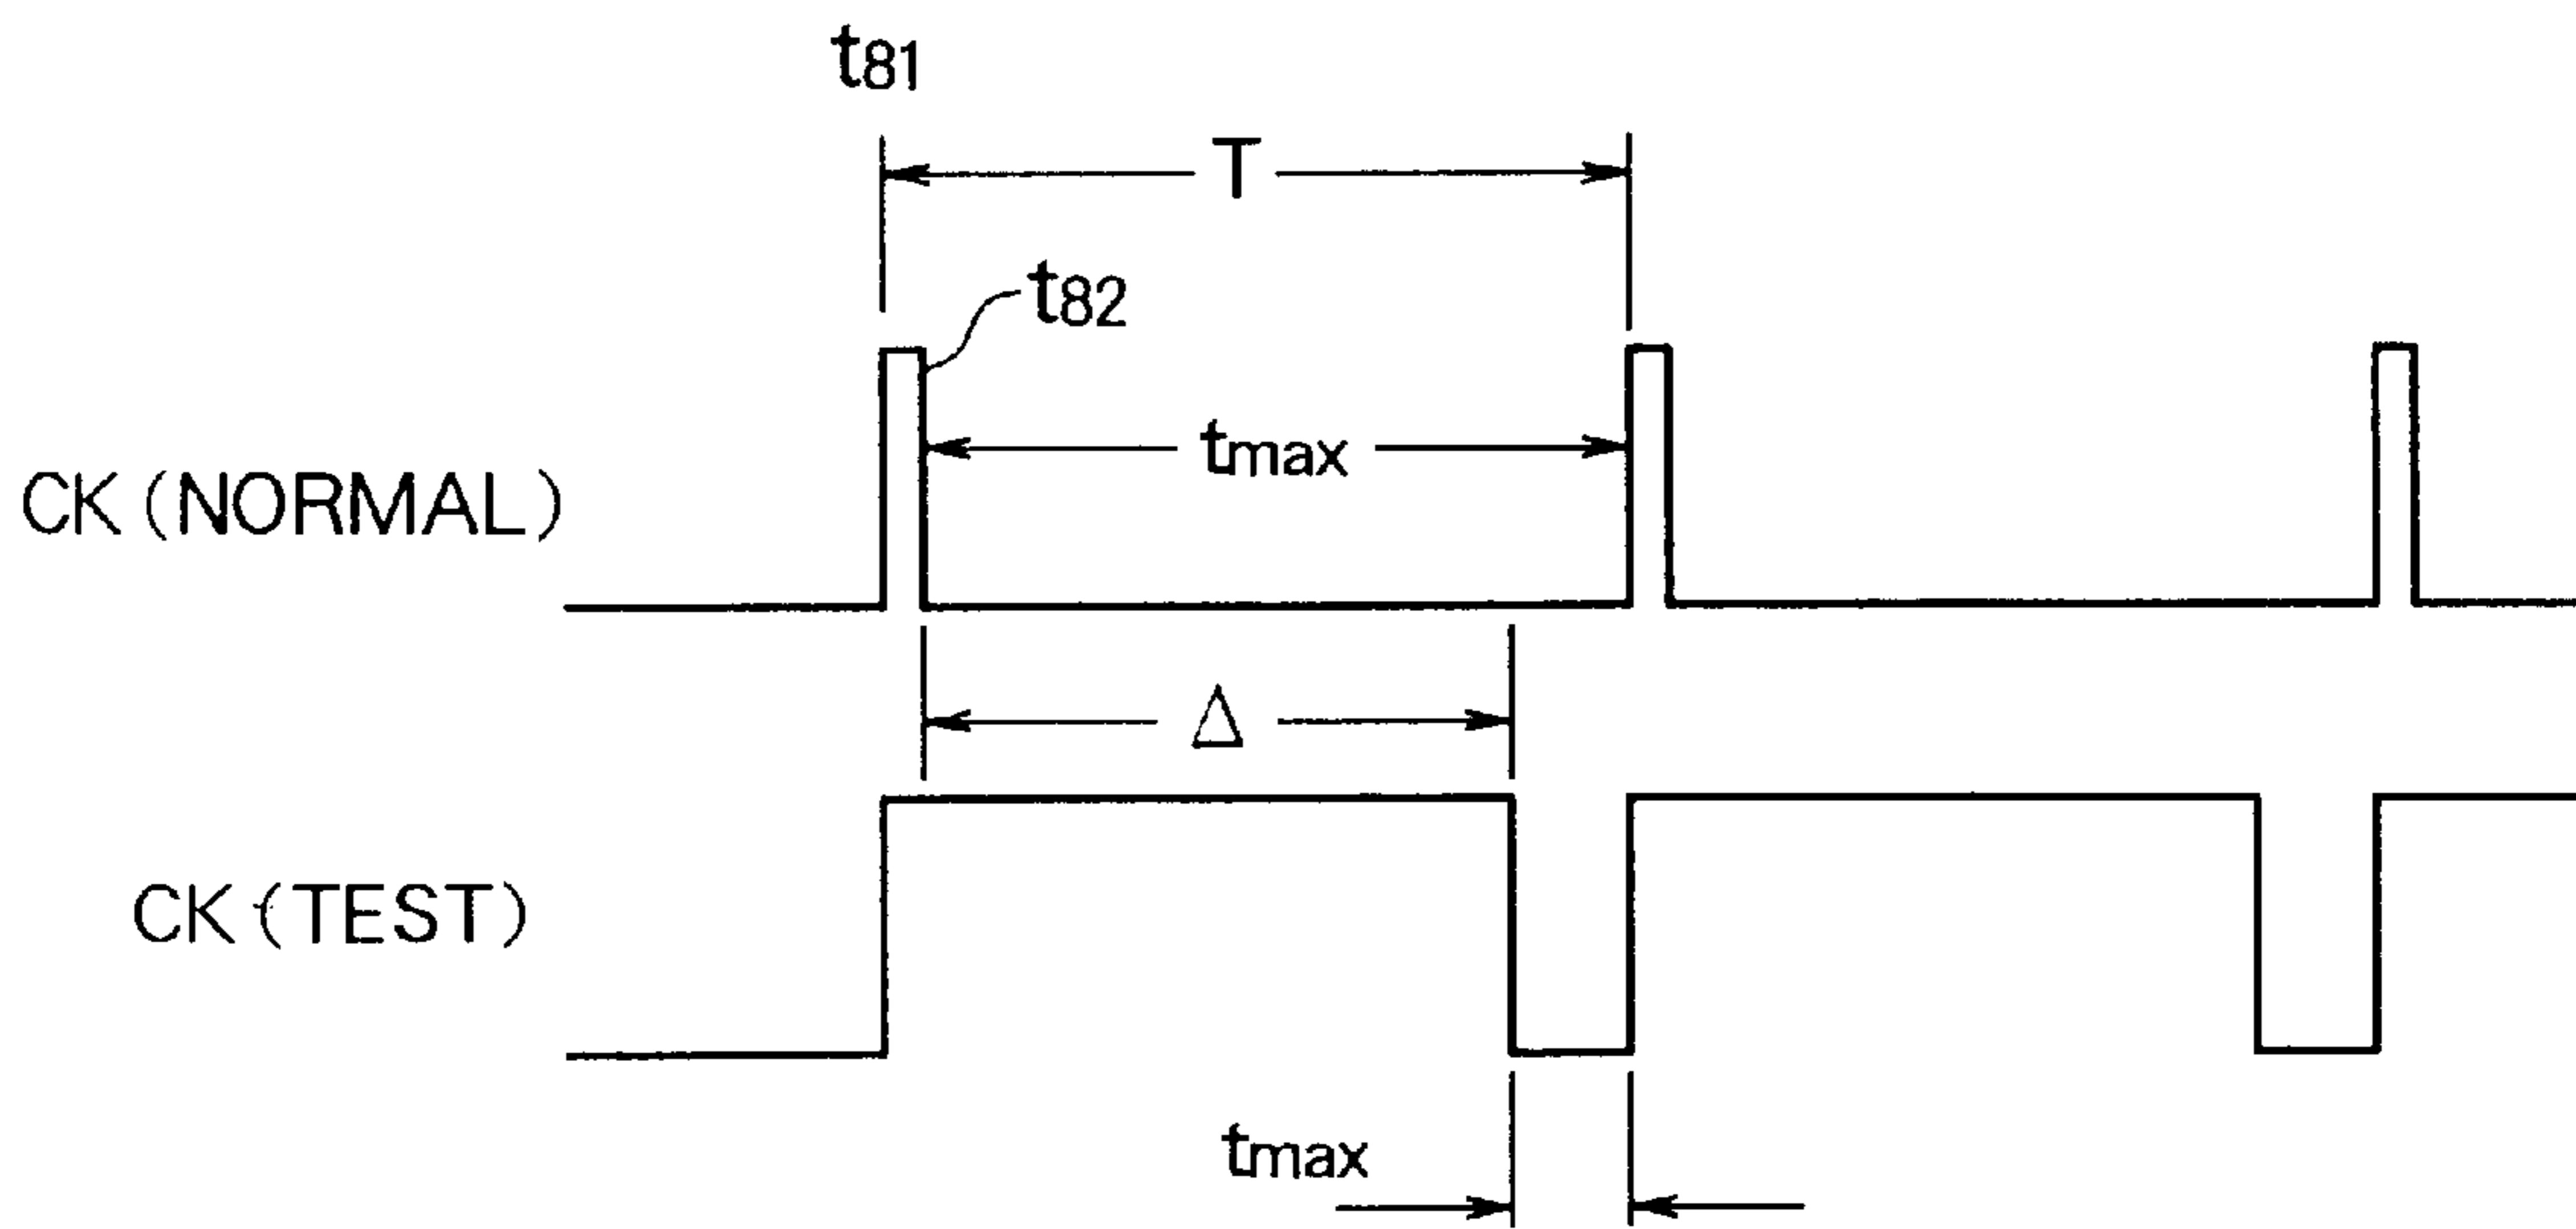 t81
T
t82
tmax
CK (NORMAL)
Δ
CK (TEST)
tmax